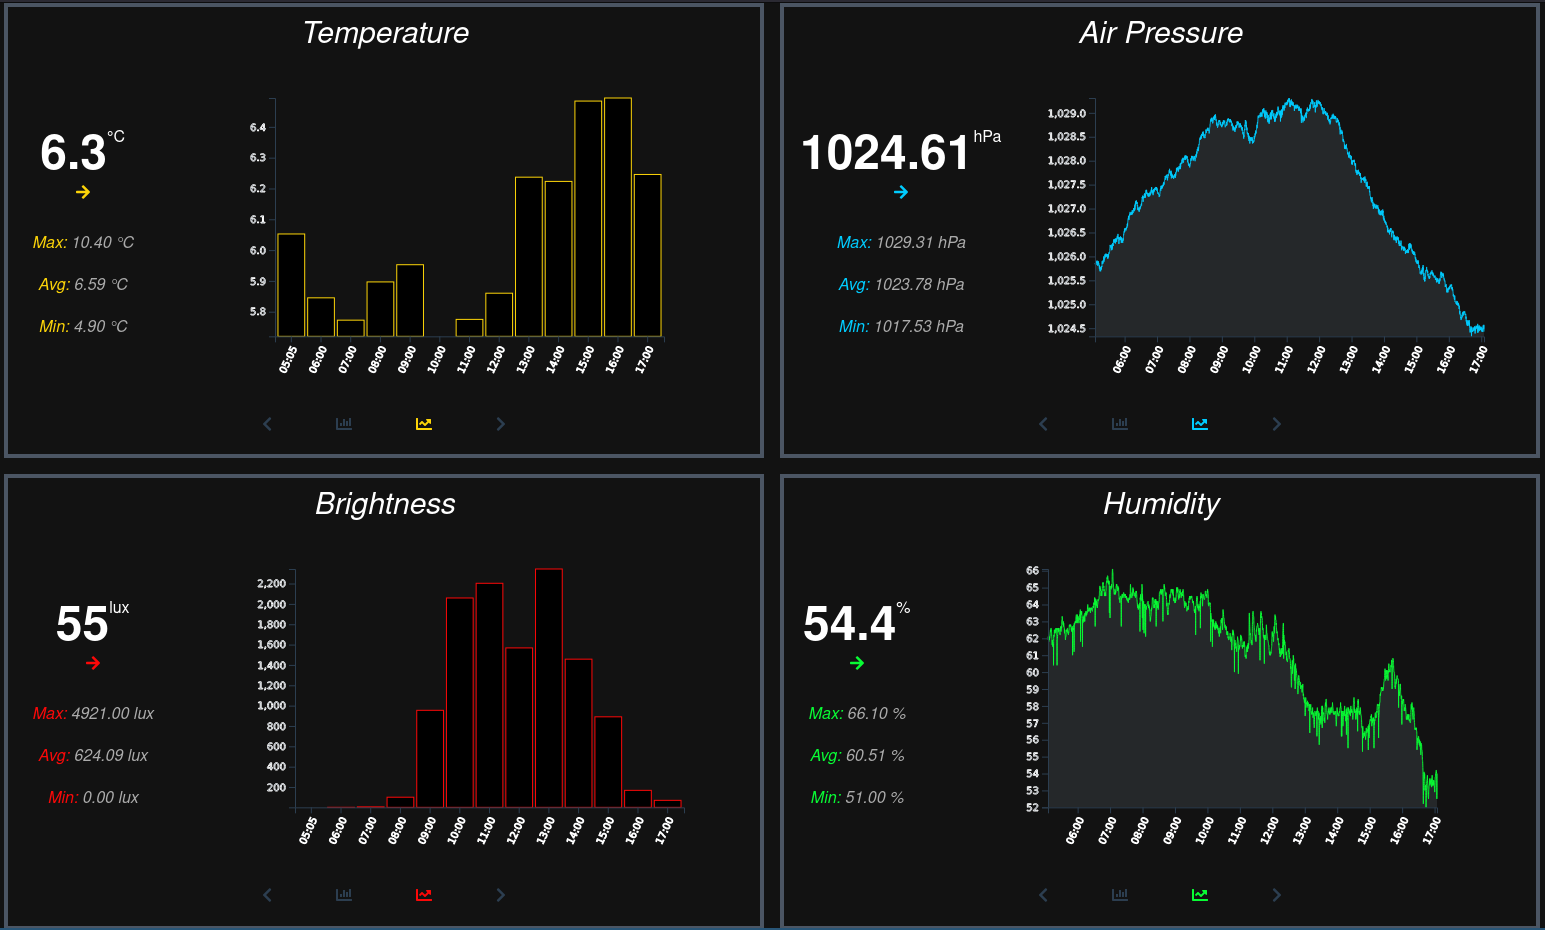 Temperature
6.3 °C
Max: 10.40 °C
Avg: 6.59 °C
Min: 4.90 °C
6.4
6.3
6.2
6.1
6.0
5.9
5.8
05:05 06:00 07:00 08:00 09:00 10:00 11:00 12:00 13:00 14:00 15:00 16:00 17:00
Air Pressure
1024.61 hPa
Max: 1029.31 hPa
Avg: 1023.78 hPa
Min: 1017.53 hPa
1,029.0
1,028.5
1,028.0
1,027.5
1,027.0
1,026.5
1,026.0
1,025.5
1,025.0
1,024.5
06:00 07:00 08:00 09:00 10:00 11:00 12:00 13:00 14:00 15:00 16:00 17:00
Brightness
55 lux
Max: 4921.00 lux
Avg: 624.09 lux
Min: 0.00 lux
2,200
2,000
1,800
1,600
1,400
1,200
1,000
800
600
400
200
05:05 06:00 07:00 08:00 09:00 10:00 11:00 12:00 13:00 14:00 15:00 16:00 17:00
Humidity
54.4 %
Max: 66.10 %
Avg: 60.51 %
Min: 51.00 %
66
65
64
63
62
61
60
59
58
57
56
55
54
53
52
06:00 07:00 08:00 09:00 10:00 11:00 12:00 13:00 14:00 15:00 16:00 17:00